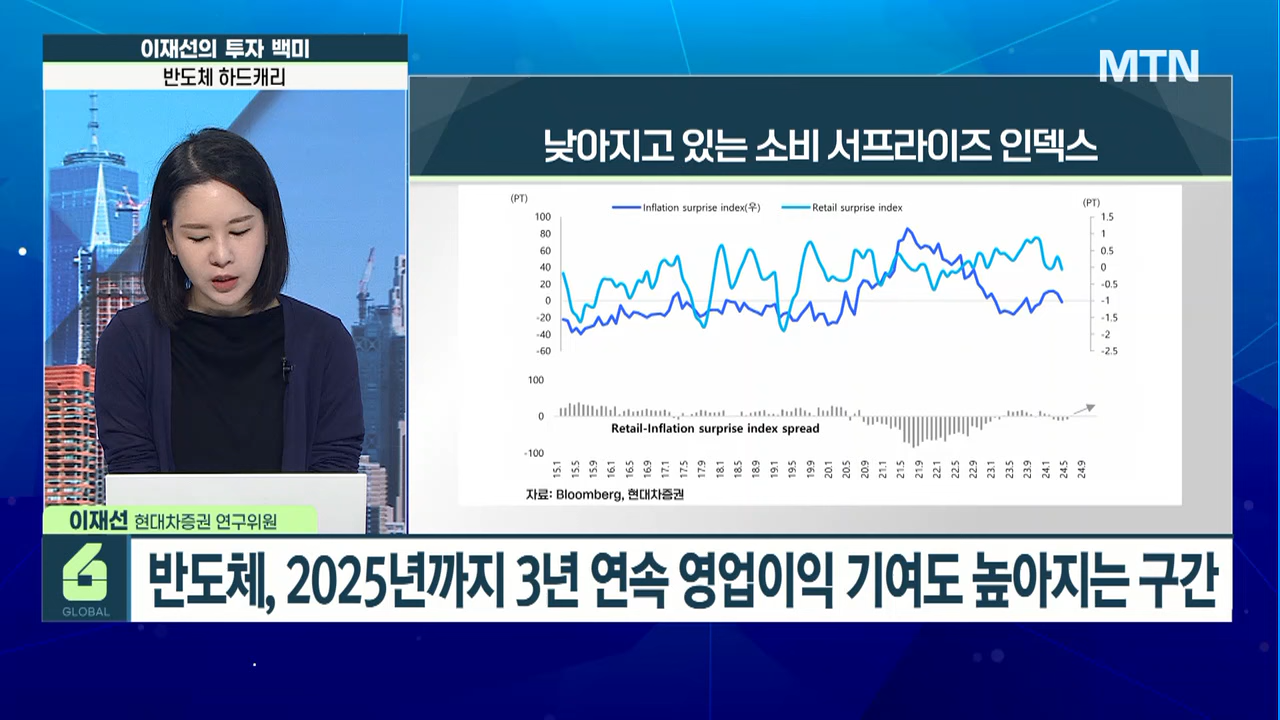 이재선의 투자 백미
반도체 하드캐리
MTN
낮아지고 있는 소비 서프라이즈 인덱스
(PT)
Inflation surprise index(우)
Retail surprise index
(PT)
100
80
60
40
20
0
-20
-40
-60
1.5
1
0.5
0
-0.5
-1
-1.5
-2
-2.5
100
0
-100
Retail-Inflation surprise index spread
15.1 15.5 15.9 16.1 16.5 16.9 17.1 17.5 17.9 18.1 18.5 18.9 19.1 19.5 19.9 20.1 20.5 20.9 21.1 21.5 21.9 22.1 22.5 22.9 23.1 23.5 23.9 24.1 24.5 24.9
자료: Bloomberg, 현대차증권
이재선 현대차증권 연구위원
6
GLOBAL
반도체, 2025년까지 3년 연속 영업이익 기여도 높아지는 구간